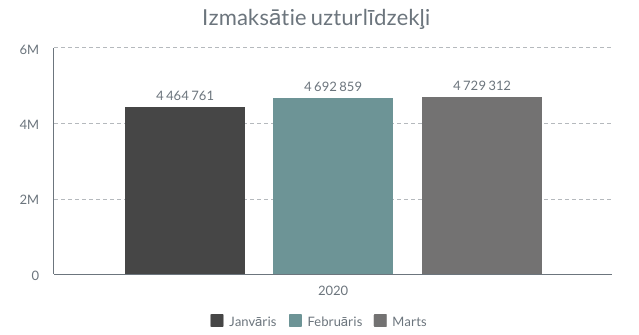 Izmaksātie uzturlīdzekļi
6M
4 464 761
4 692 859
4 729 312
4M
2M
0
2020
Janvāris
Februāris
Marts